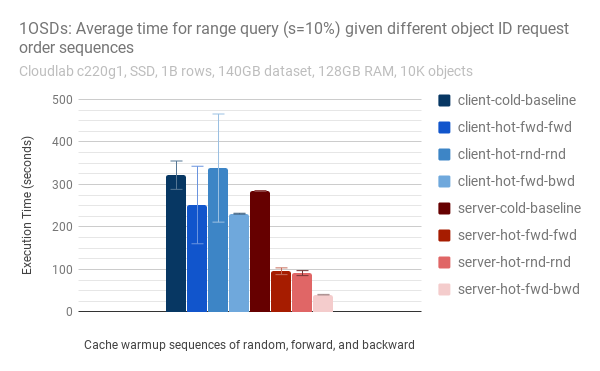 1OSDs: Average time for range query (s=10%) given different object ID request
order sequences
Cloudlab c220g1, SSD, 1B rows, 140GB dataset, 128GB RAM, 10K objects
Execution Time (seconds)
500
400
300
200
100
0
Cache warmup sequences of random, forward, and backward
client-cold-baseline
client-hot-fwd-fwd
client-hot-rnd-rnd
client-hot-fwd-bwd
server-cold-baseline
server-hot-fwd-fwd
server-hot-rnd-rnd
server-hot-fwd-bwd